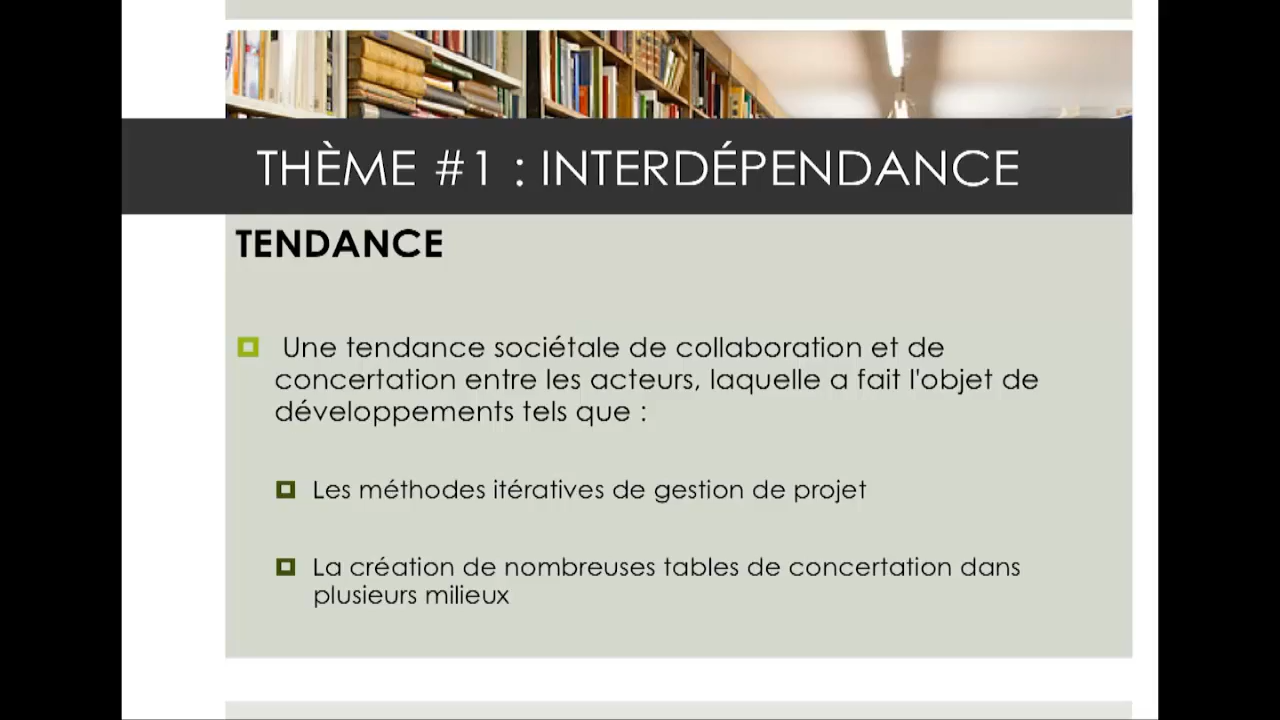 THÈME #1 : INTERDÉPENDANCE
TENDANCE
Une tendance sociétale de collaboration et de
concertation entre les acteurs, laquelle a fait l'objet de
développements tels que :
Les méthodes itératives de gestion de projet
La création de nombreuses tables de concertation dans
plusieurs milieux